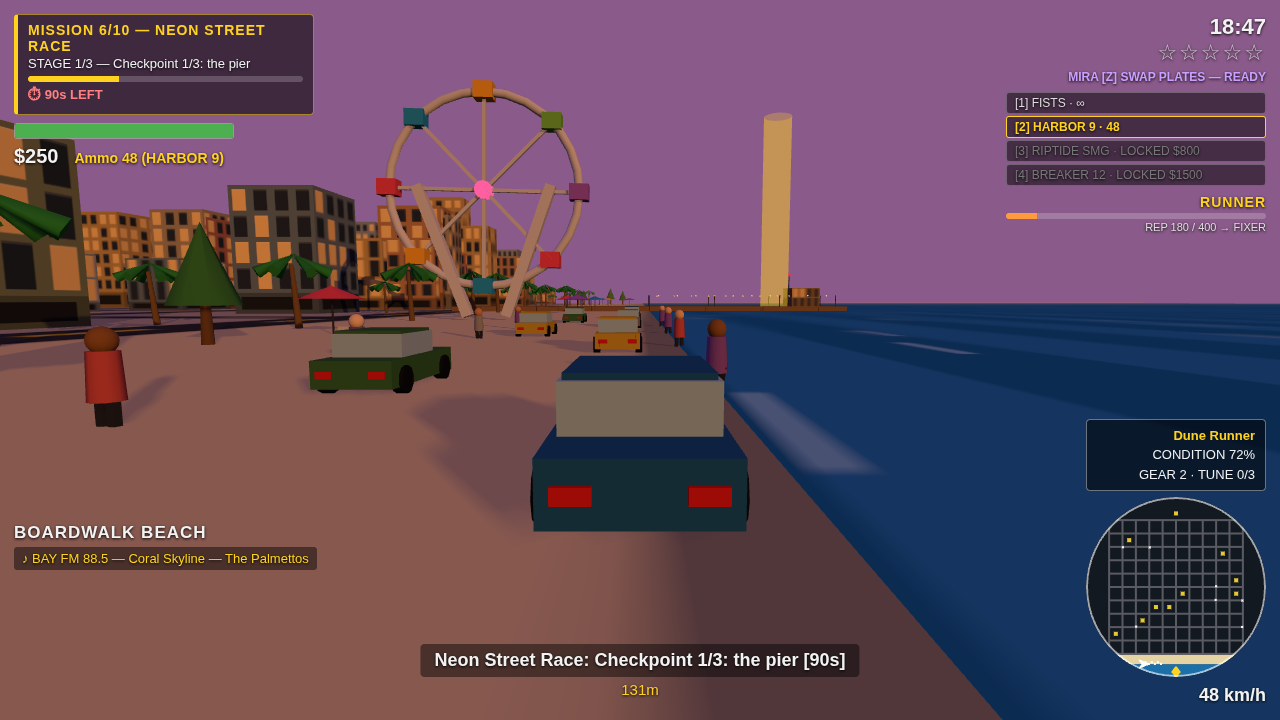 MISSION 6/10 — NEON STREET
RACE
STAGE 1/3 — Checkpoint 1/3: the pier
⏱ 90s LEFT
$250 Ammo 48 (HARBOR 9)
18:47
☆☆☆☆☆
MIRA [Z] SWAP PLATES — READY
[1] FISTS · ∞
[2] HARBOR 9 · 48
[3] RIPTIDE SMG · LOCKED $800
[4] BREAKER 12 · LOCKED $1500
RUNNER
REP 180 / 400 → FIXER
Dune Runner
CONDITION 72%
GEAR 2 · TUNE 0/3
BOARDWALK BEACH
♪ BAY FM 88.5 — Coral Skyline — The Palmettos
Neon Street Race: Checkpoint 1/3: the pier [90s]
131m
48 km/h